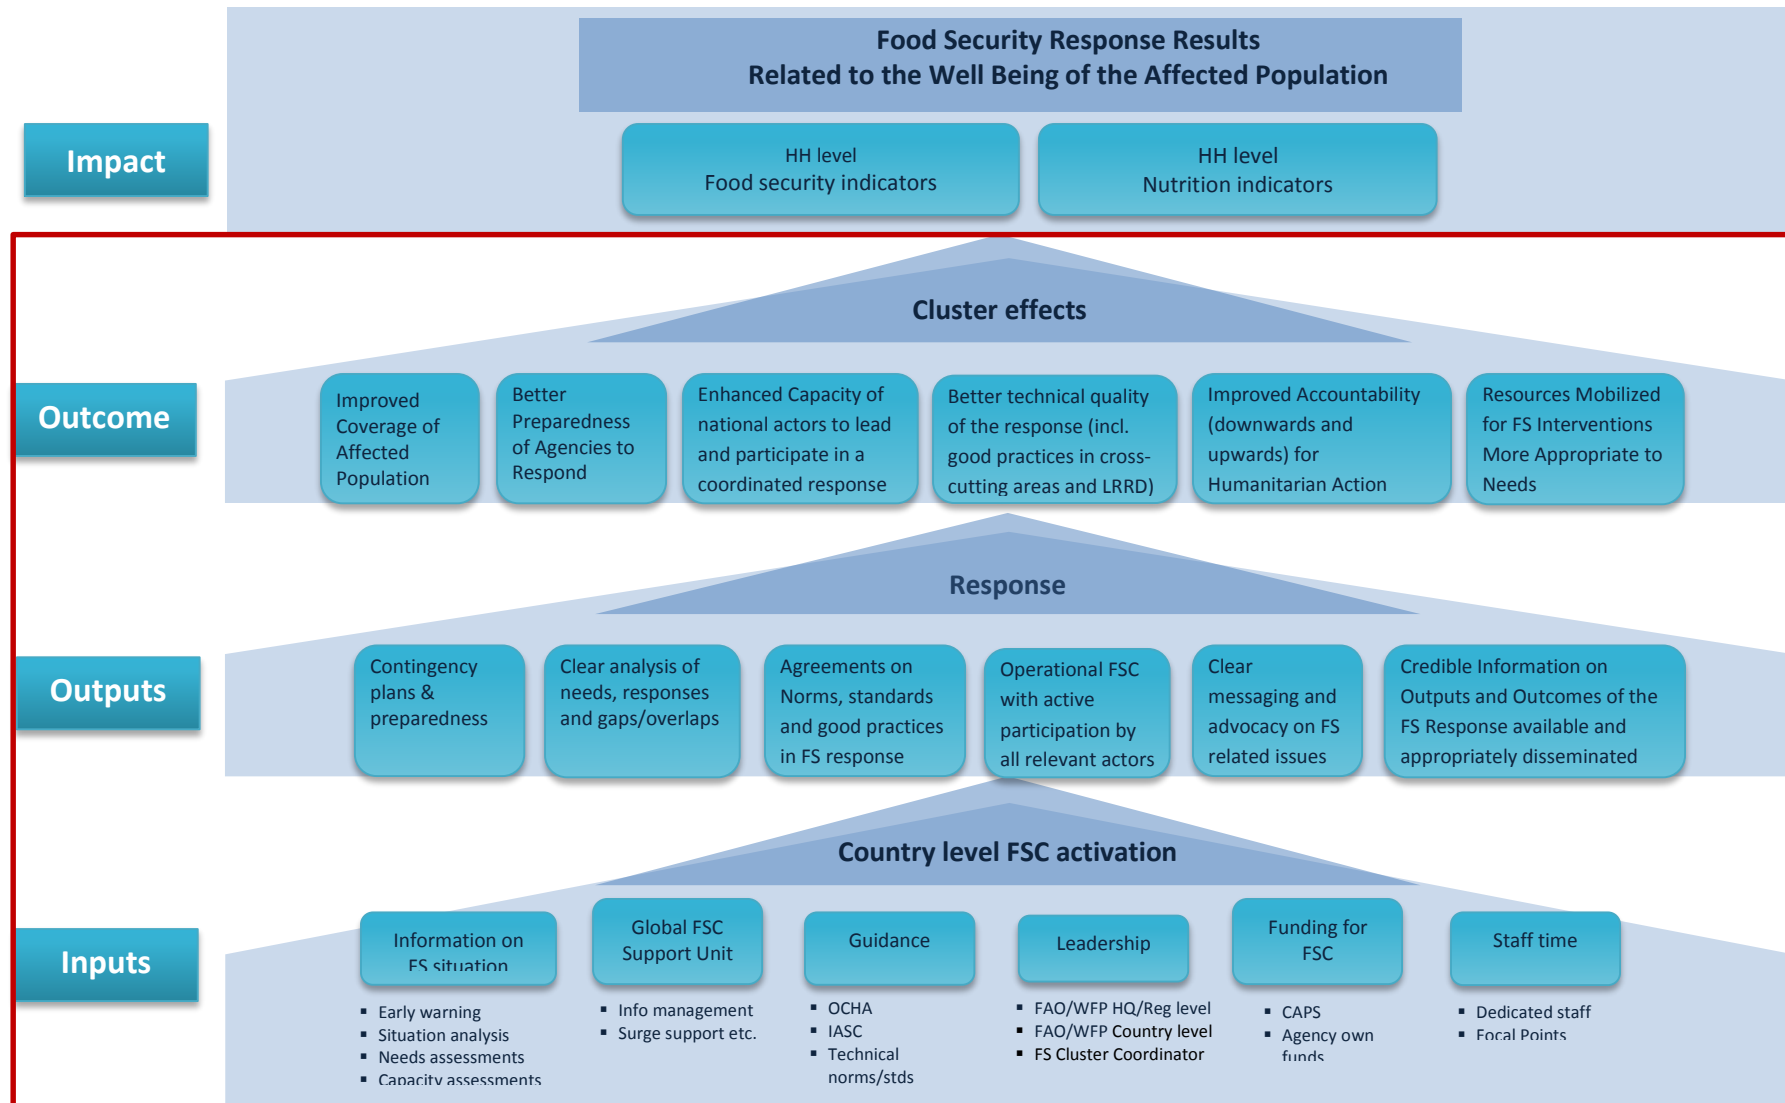 Food Security Response Results
Related to the Well Being of the Affected Population
Impact
HH level
Food security indicators
HH level
Nutrition indicators
Cluster effects
Outcome
Improved
Coverage of
Affected
Population
Better
Preparedness
of Agencies to
Respond
Enhanced Capacity of
national actors to lead
and participate in a
coordinated response
Better technical quality
of the response (incl.
good practices in cross-
cutting areas and LRRD)
Improved Accountability
(downwards and
upwards) for
Humanitarian Action
Resources Mobilized
for FS Interventions
More Appropriate to
Needs
Response
Outputs
Contingency
plans &
preparedness
Clear analysis of
needs, responses
and gaps/overlaps
Agreements on
Norms, standards
and good practices
in FS response
Operational FSC
with active
participation by
all relevant actors
Clear
messaging and
advocacy on FS
related issues
Credible Information on
Outputs and Outcomes of the
FS Response available and
appropriately disseminated
Country level FSC activation
Inputs
Information on
FS situation
▪ Early warning
▪ Situation analysis
▪ Needs assessments
▪ Capacity assessments
Global FSC
Support Unit
▪ Info management
▪ Surge support etc.
Guidance
▪ OCHA
▪ IASC
▪ Technical
norms/stds
Leadership
▪ FAO/WFP HQ/Reg level
▪ FAO/WFP Country level
▪ FS Cluster Coordinator
Funding for
FSC
▪ CAPS
▪ Agency own
funds
Staff time
▪ Dedicated staff
▪ Focal Points